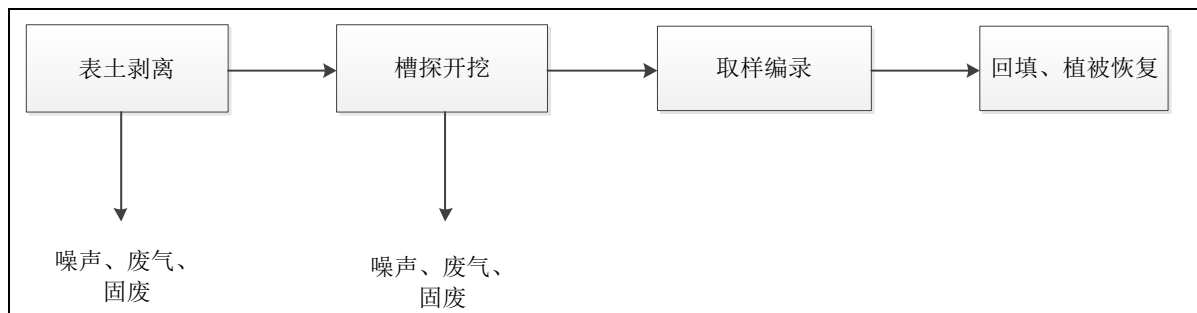 表土剥离
槽探开挖
取样编录
回填、植被恢复
噪声、废气、
固废
噪声、废气、
固废